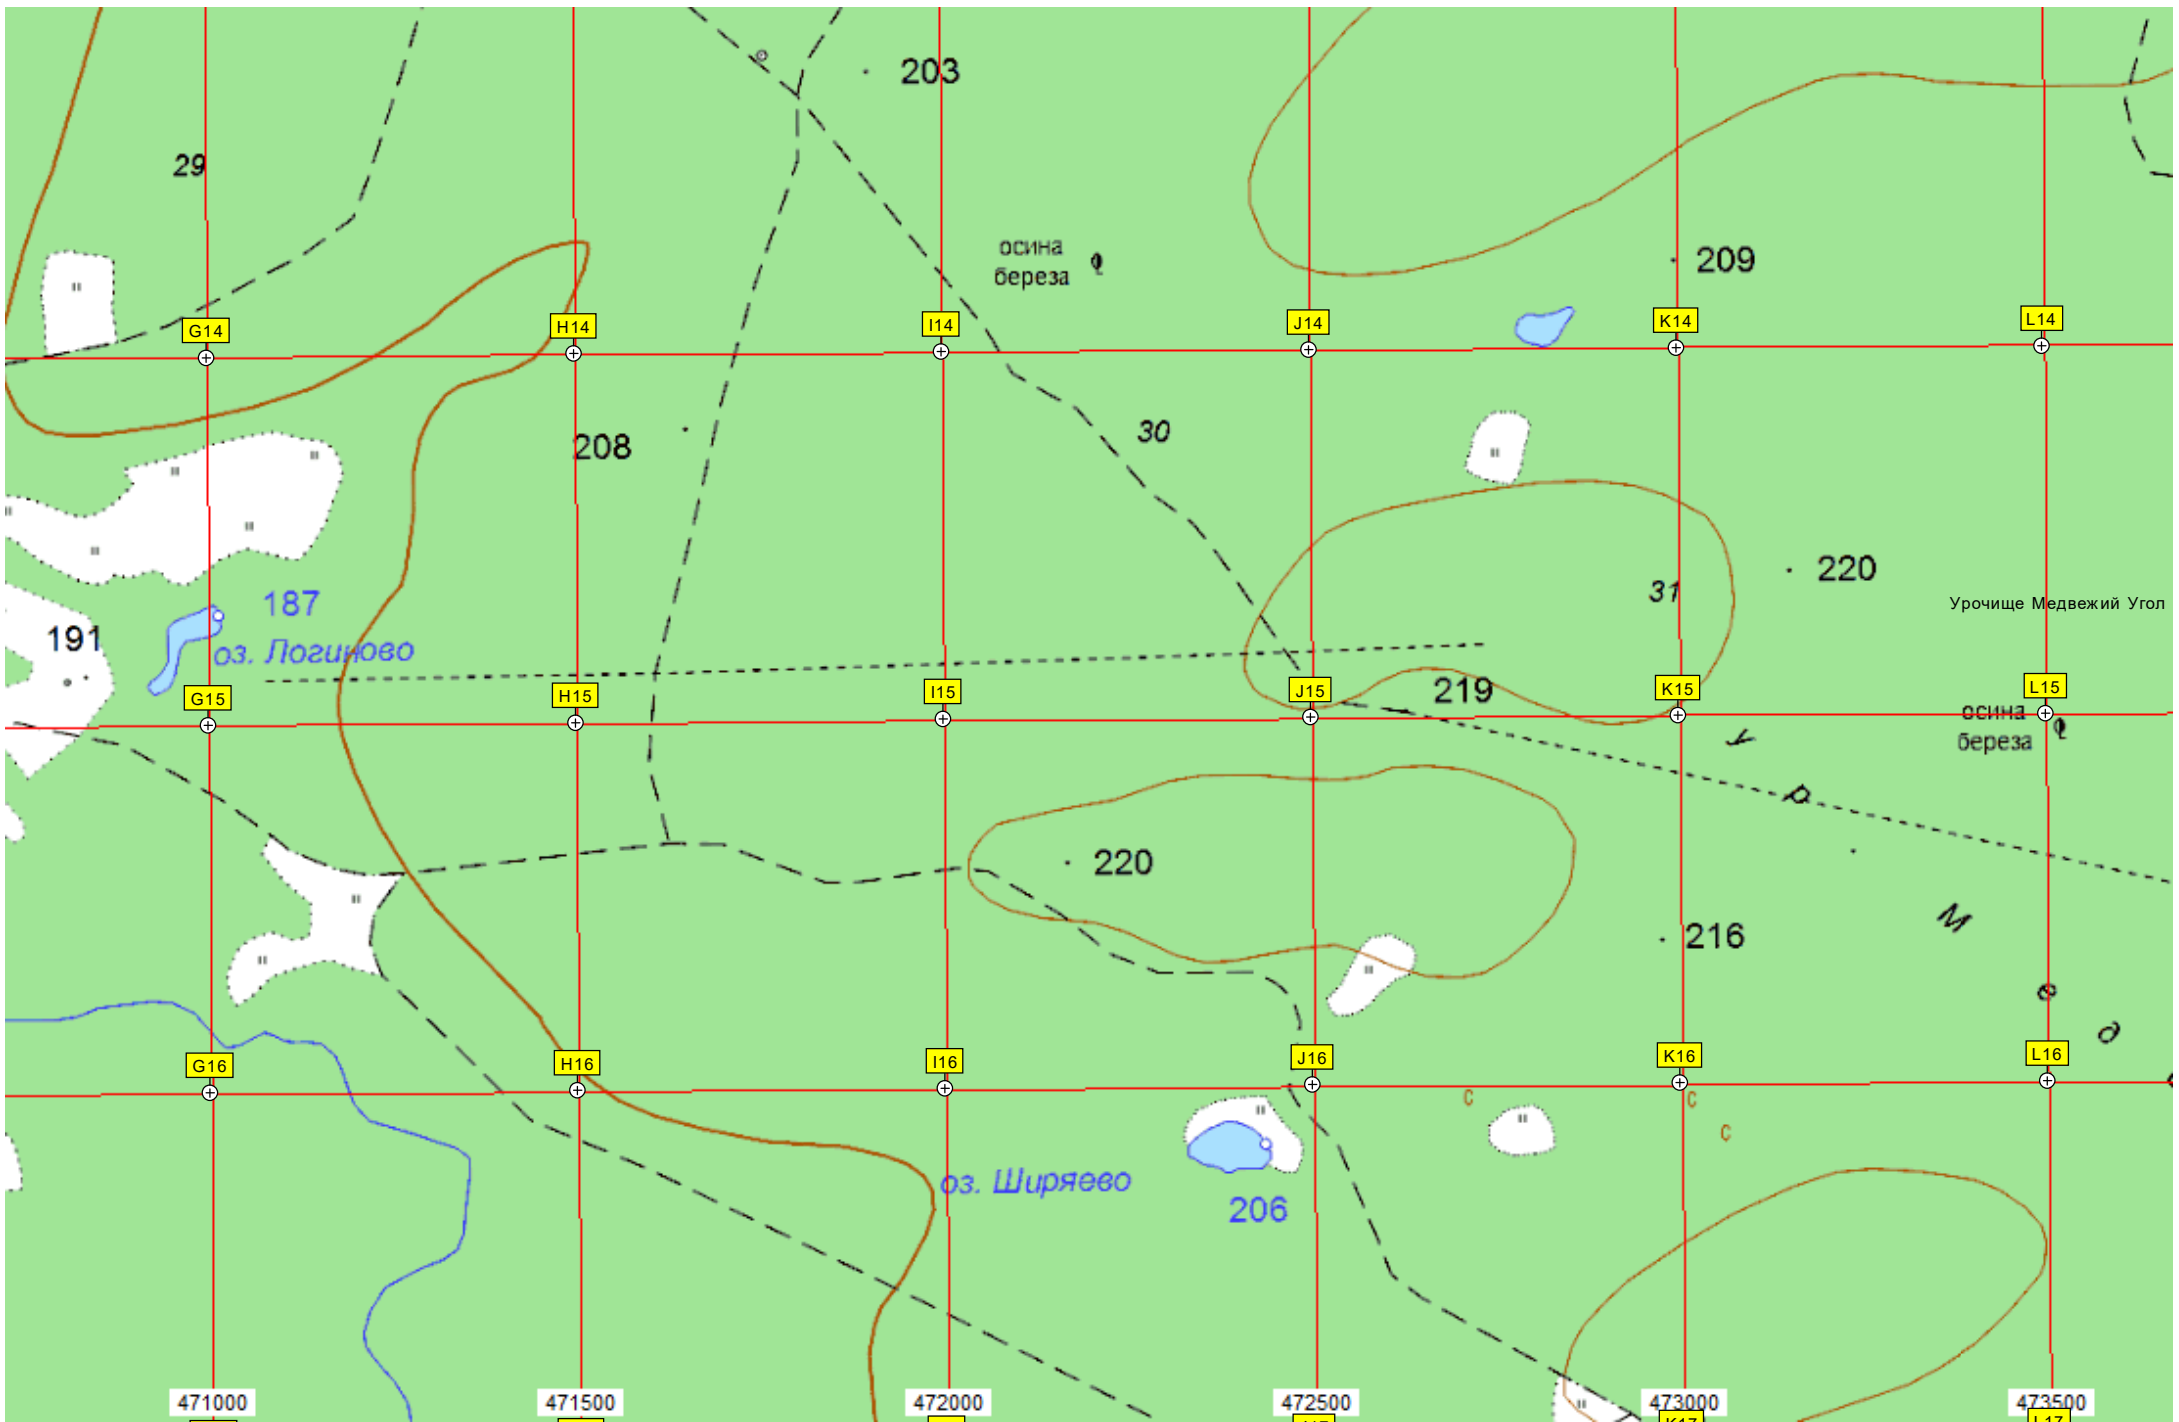 203
29
осина
береза
209
G14
H14
I14
J14
K14
L14
30
208
220
31
187
Урочище Медвежий Угол
191
оз. Логиново
219
G15
H15
I15
J15
K15
L15
осина
береза
У
р
220
М
216
е
д
G16
H16
I16
J16
K16
L16
с
с
с
оз. Ширяево
206
471000
471500
472000
472500
473000
473500
K17
L17